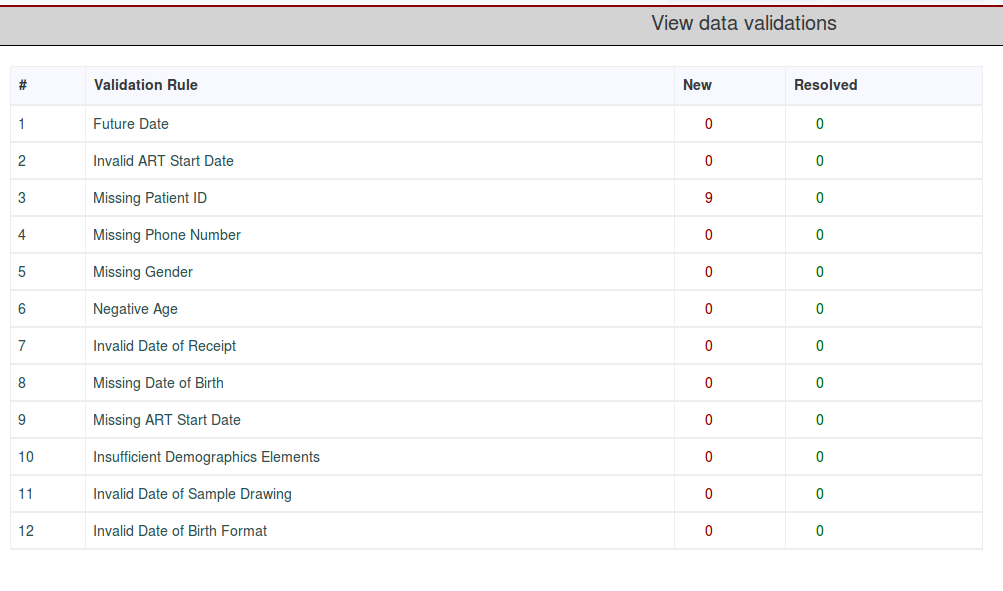 View data validations
# Validation Rule New Resolved
1 Future Date 0 0
2 Invalid ART Start Date 0 0
3 Missing Patient ID 9 0
4 Missing Phone Number 0 0
5 Missing Gender 0 0
6 Negative Age 0 0
7 Invalid Date of Receipt 0 0
8 Missing Date of Birth 0 0
9 Missing ART Start Date 0 0
10 Insufficient Demographics Elements 0 0
11 Invalid Date of Sample Drawing 0 0
12 Invalid Date of Birth Format 0 0